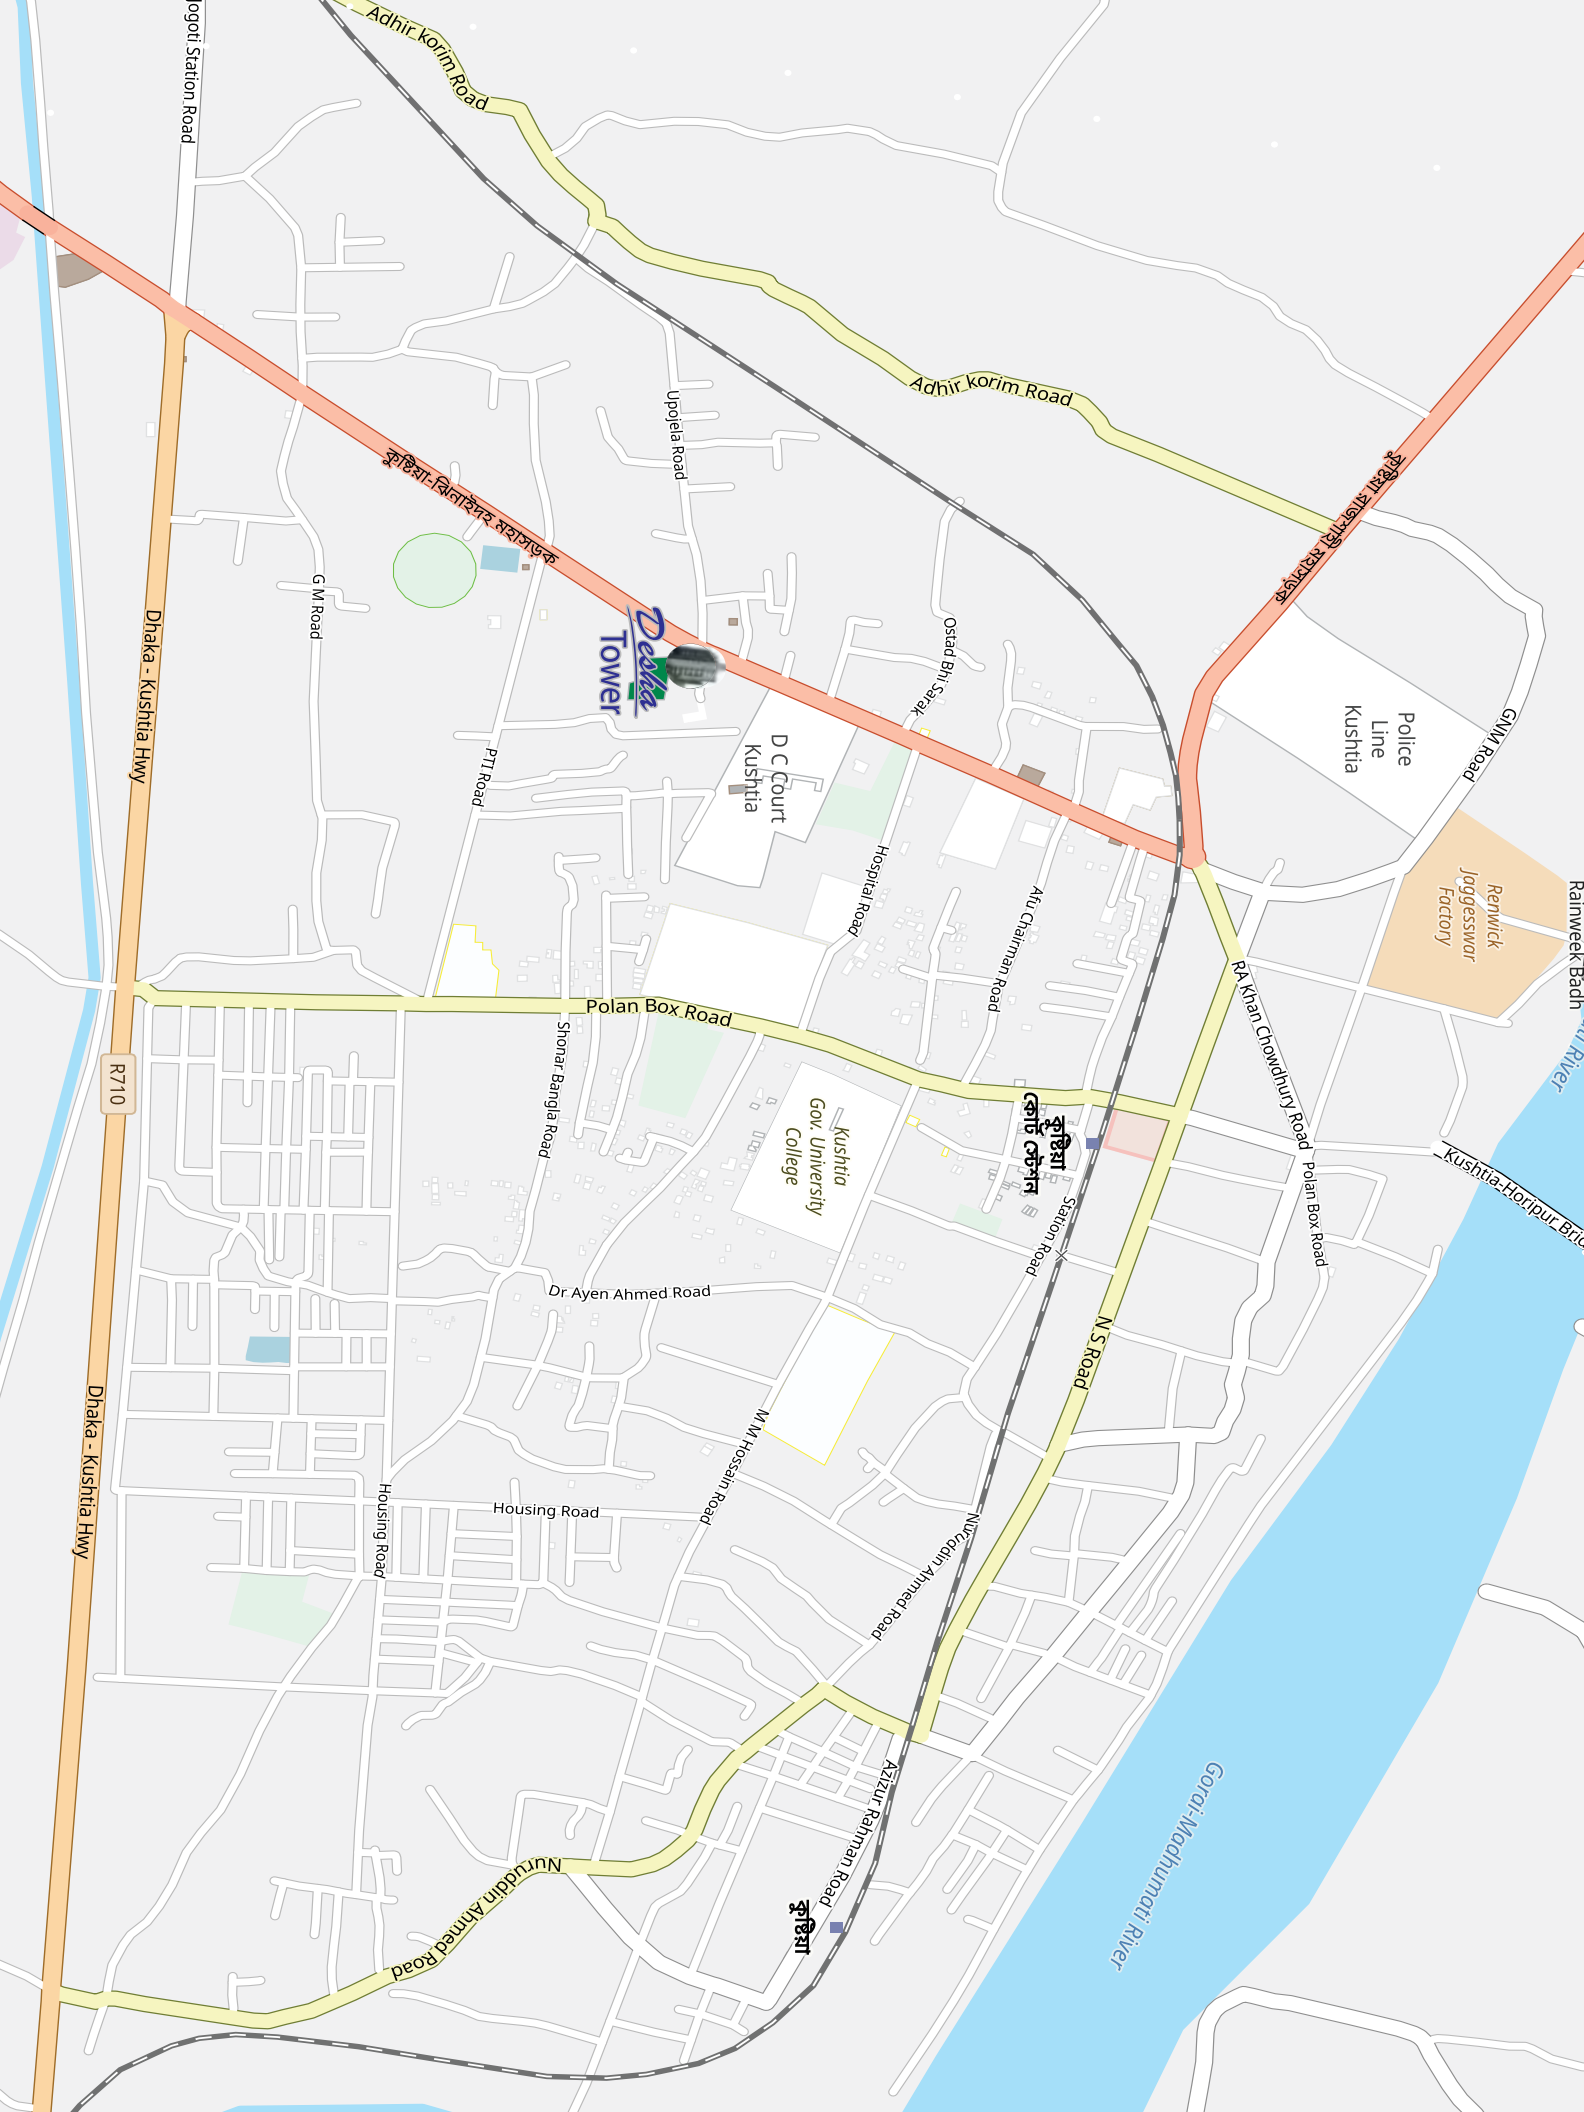 Adhir korim Road
Jogoti Station Road
Adhir korim Road
Upojela Road
কুষ্টিয়া-ঝিনাইদহ মহাসড়ক
G M Road
Dhaka - Kushtia Hwy
Desha
Tower
Ostad Bhi Sarak
PTI Road
D C Court
Kushtia
Police
Line
Kushtia
GNM Road
Hospital Road
Afu Chairman Road
Renwick
Jaggesswar
Factory
Rainweek Badh
RA Khan Chowdhury Road
Polan Box Road
Shonar Bangla Road
R710
Kushtia
Gov. University
College
কুষ্টিয়া
কোর্ট স্টেশন
Station Road
Polan Box Road
Kushtia-Horipur Brid
Dr Ayen Ahmed Road
N S Road
Dhaka - Kushtia Hwy
M M Hossain Road
Housing Road
Housing Road
Nuruddin Ahmed Road
Azizur Rahman Road
Nuruddin Ahmed Road
কুষ্টিয়া
Gorai-Madhumati River